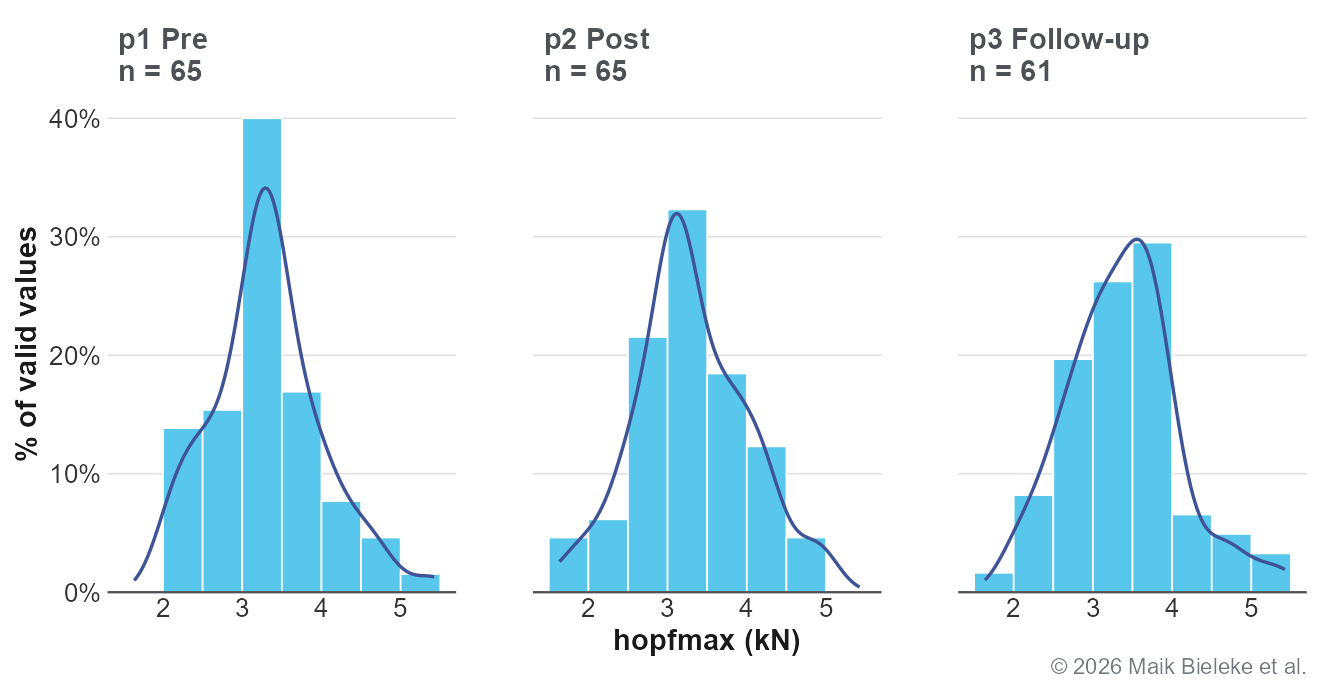 p1 Pre
n = 65
p2 Post
n = 65
p3 Follow-up
n = 61
% of valid values
40%
30%
20%
10%
0%
2 3 4 5
2 3 4 5
2 3 4 5
hopfmax (kN)
© 2026 Maik Bieleke et al.